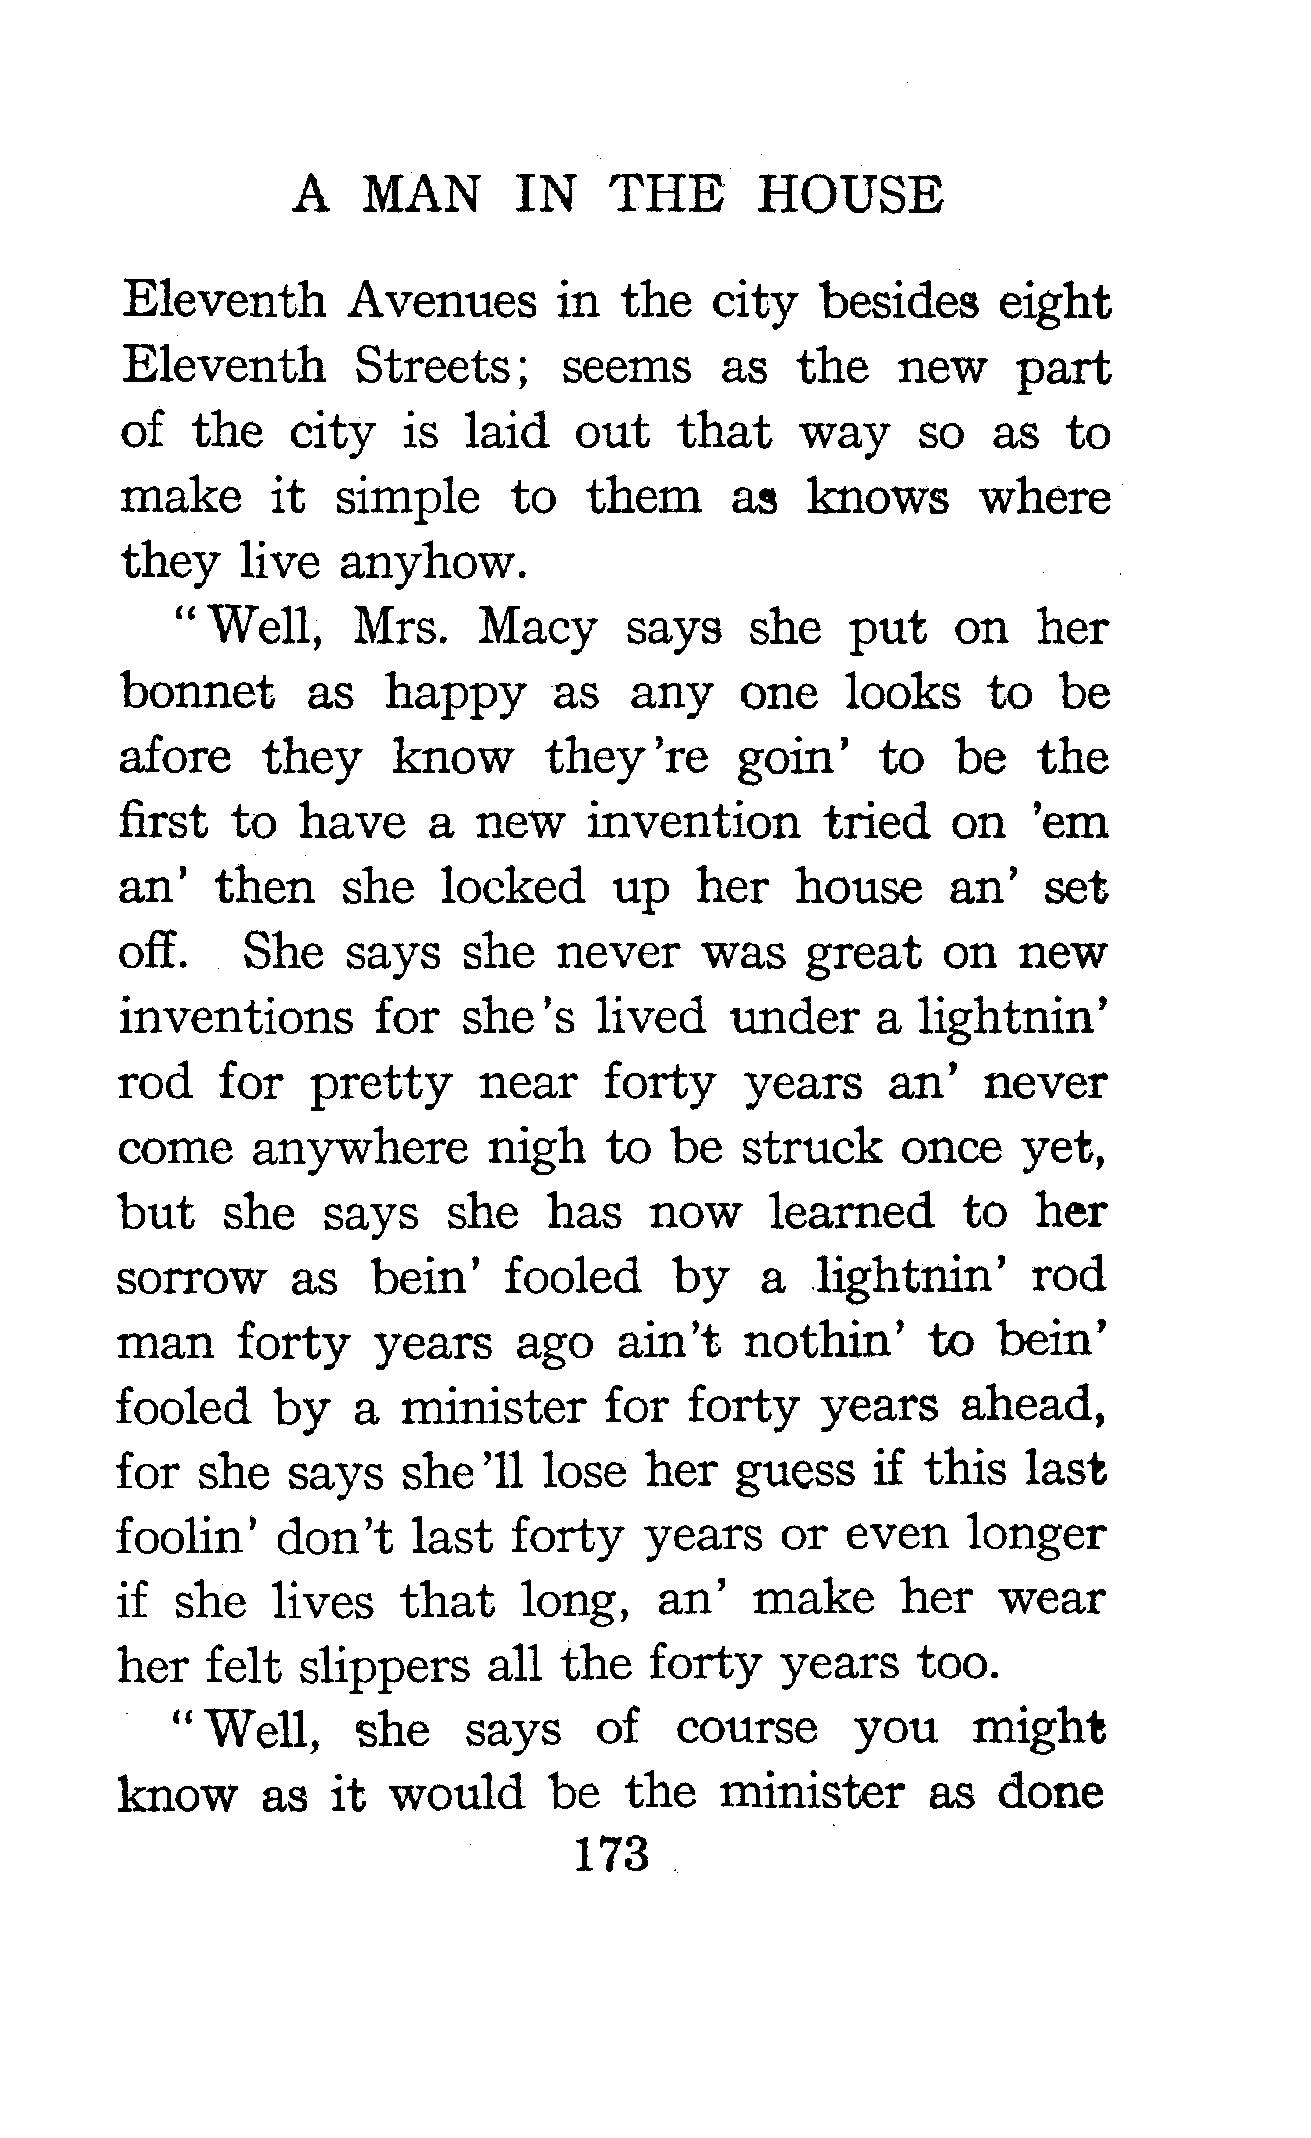 A MAN IN THE HOUSE
Eleventh Avenues in the city besides eight
Eleventh Streets; seems as the new part
of the city is laid out that way so as to
make it simple to them as knows where
they live anyhow.
“Well, Mrs. Macy says she put on her
bonnet as happy as any one looks to be
afore they know they're goin' to be the
first to have a new invention tried on 'em
an' then she locked up her house an' set
off. She says she never was great on new
inventions for she's lived under a lightnin'
rod for pretty near forty years an' never
come anywhere nigh to be struck once yet,
but she says she has now learned to her
sorrow as bein' fooled by a lightnin' rod
man forty years ago ain't nothin' to bein'
fooled by a minister for forty years ahead,
for she says she'll lose her guess if this last
foolin' don't last forty years or even longer
if she lives that long, an' make her wear
her felt slippers all the forty years too.
“Well, she says of course you might
know as it would be the minister as done
173